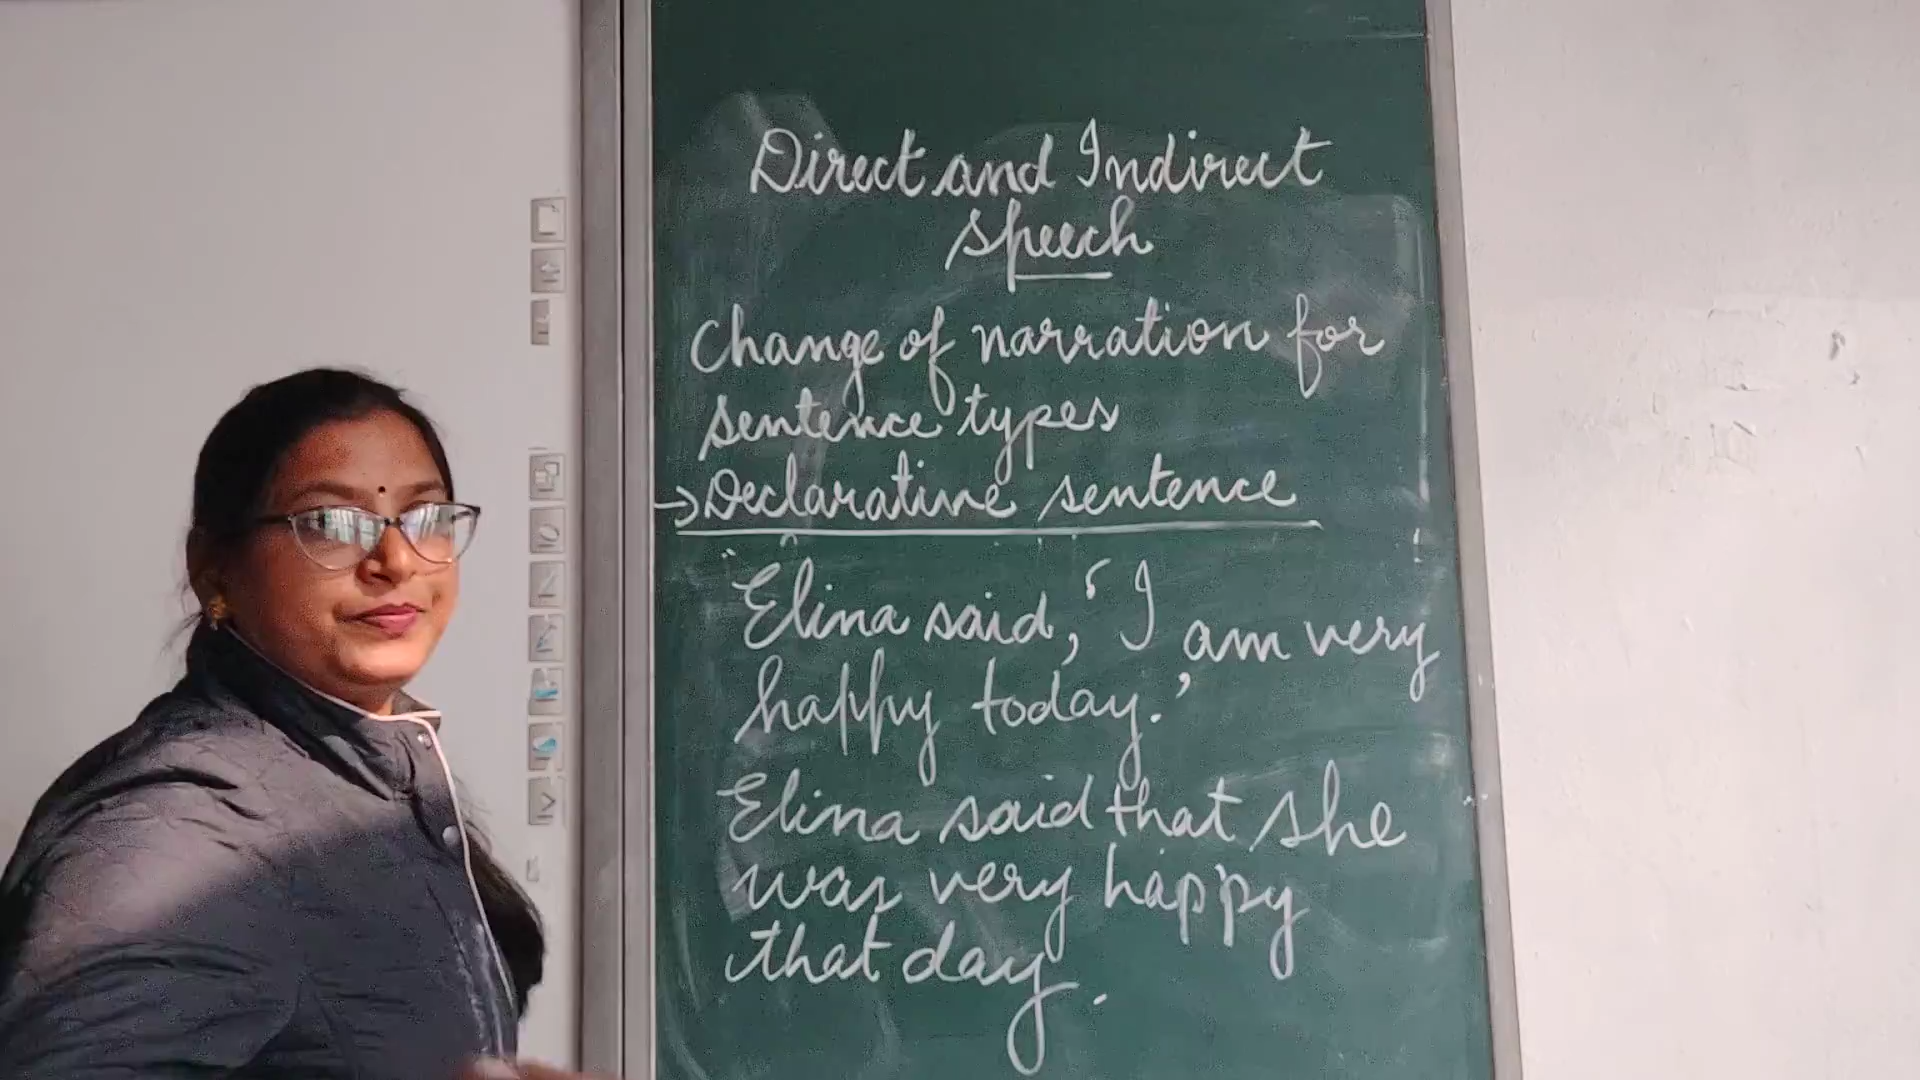 Direct and Indirect
speech
Change of narration for
sentence types
→Declarative sentence
Elina said, 'I am very
happy today.'
Elina said that she
was very happy
that day.